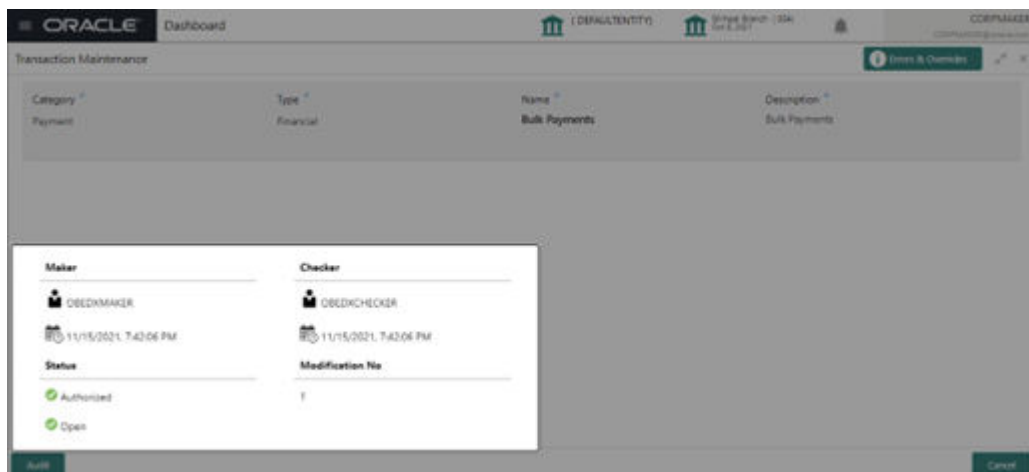 ORACLE Dashboard ( DEFAULTENTITY) CORPMAKER
Transaction Maintenance Errors & Overrides
Category * Type * Name * Description *
Payment Financial Bulk Payments Bulk Payments
Maker Checker
OBEDXMAKER OBEDXCHECKER
11/15/2021, 7:42:06 PM 11/15/2021, 7:42:06 PM
Status Modification No
Authorized 1
Open
Audit Cancel